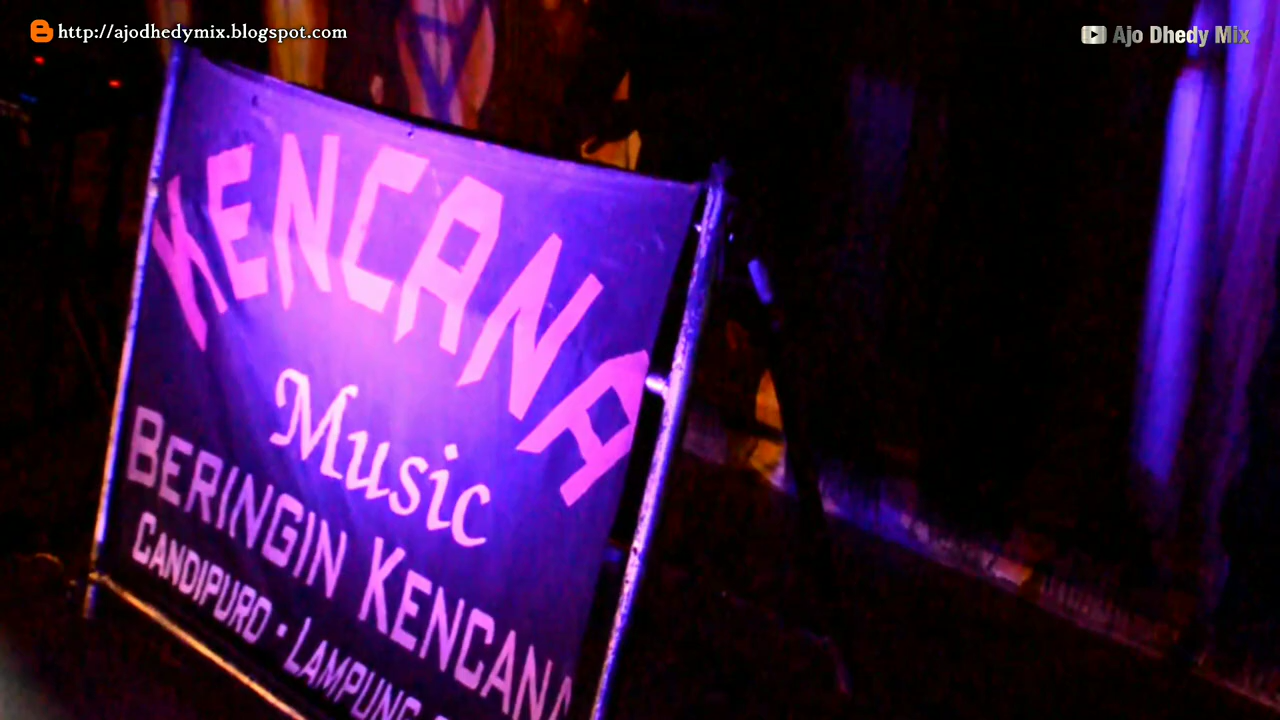 http://ajodhedymix.blogspot.com
Ajo Dhedy Mix
KENCANA
Music
BERINGIN KENCANA
CANDIPURO · LAMPUNG